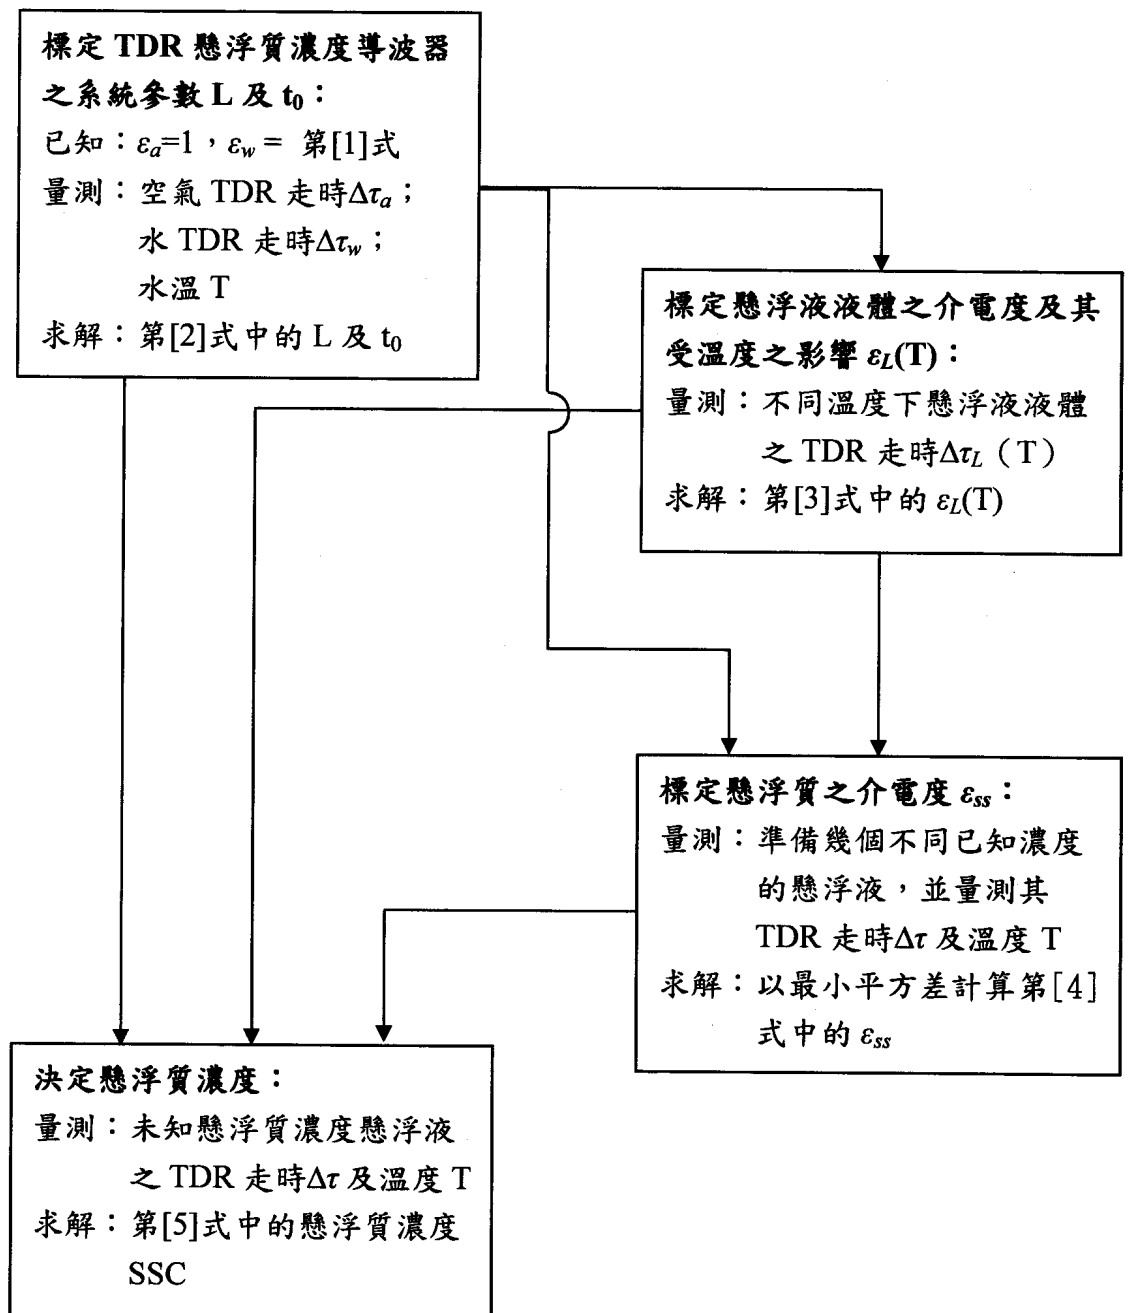 標定 TDR 懸浮質濃度導波器
之系統參數 L 及 t₀：
已知：εₐ=1，ε_w = 第[1]式
量測：空氣 TDR 走時Δτₐ；
水 TDR 走時Δτ_w；
水溫 T
求解：第[2]式中的 L 及 t₀
標定懸浮液液體之介電度及其
受溫度之影響 ε_L(T)：
量測：不同溫度下懸浮液液體
之 TDR 走時Δτ_L（T）
求解：第[3]式中的 ε_L(T)
標定懸浮質之介電度 ε_ss：
量測：準備幾個不同已知濃度
的懸浮液，並量測其
TDR 走時Δτ 及溫度 T
求解：以最小平方差計算第[4]
式中的 ε_ss
決定懸浮質濃度：
量測：未知懸浮質濃度懸浮液
之 TDR 走時Δτ 及溫度 T
求解：第[5]式中的懸浮質濃度
SSC